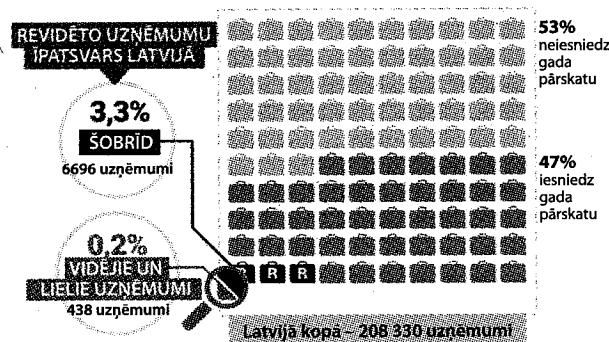 REVIDĒTO UZŅĒMUMU
ĪPATSVARS LATVIJĀ
3,3%
ŠOBRĪD
6696 uzņēmumi
0,2%
VIDĒJIE UN
LIELIE UZŅĒMUMI
438 uzņēmumi
53%
neiesniedz
gada
pārskatu
47%
iesniedz
gada
pārskatu
R R R
Latvijā kopā – 208 330 uzņēmumi